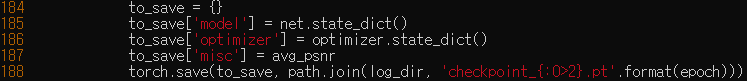 184 to_save = {}
185 to_save['model'] = net.state_dict()
186 to_save['optimizer'] = optimizer.state_dict()
187 to_save['misc'] = avg_psnr
188 torch.save(to_save, path.join(log_dir, 'checkpoint_{:0>2}.pt'.format(epoch)))